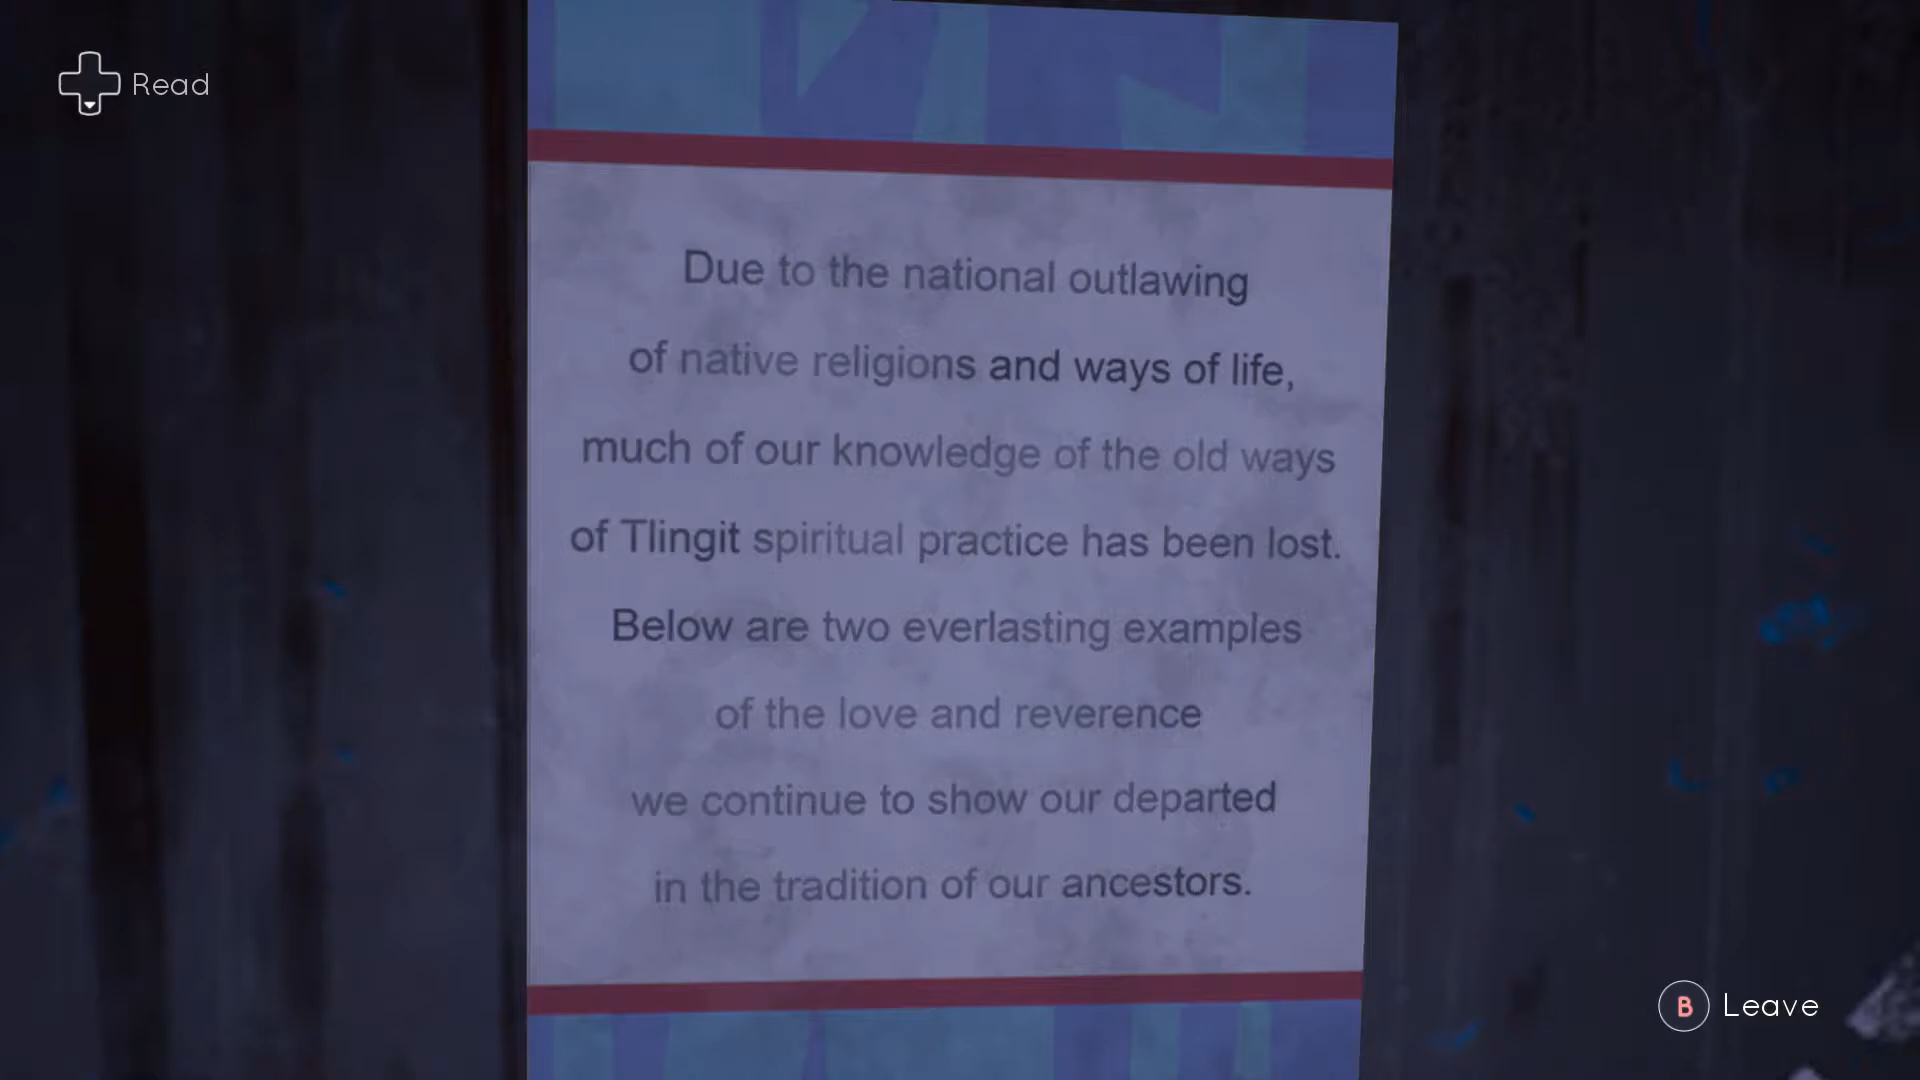 Read
Due to the national outlawing
of native religions and ways of life,
much of our knowledge of the old ways
of Tlingit spiritual practice has been lost.
Below are two everlasting examples
of the love and reverence
we continue to show our departed
in the tradition of our ancestors.
B Leave